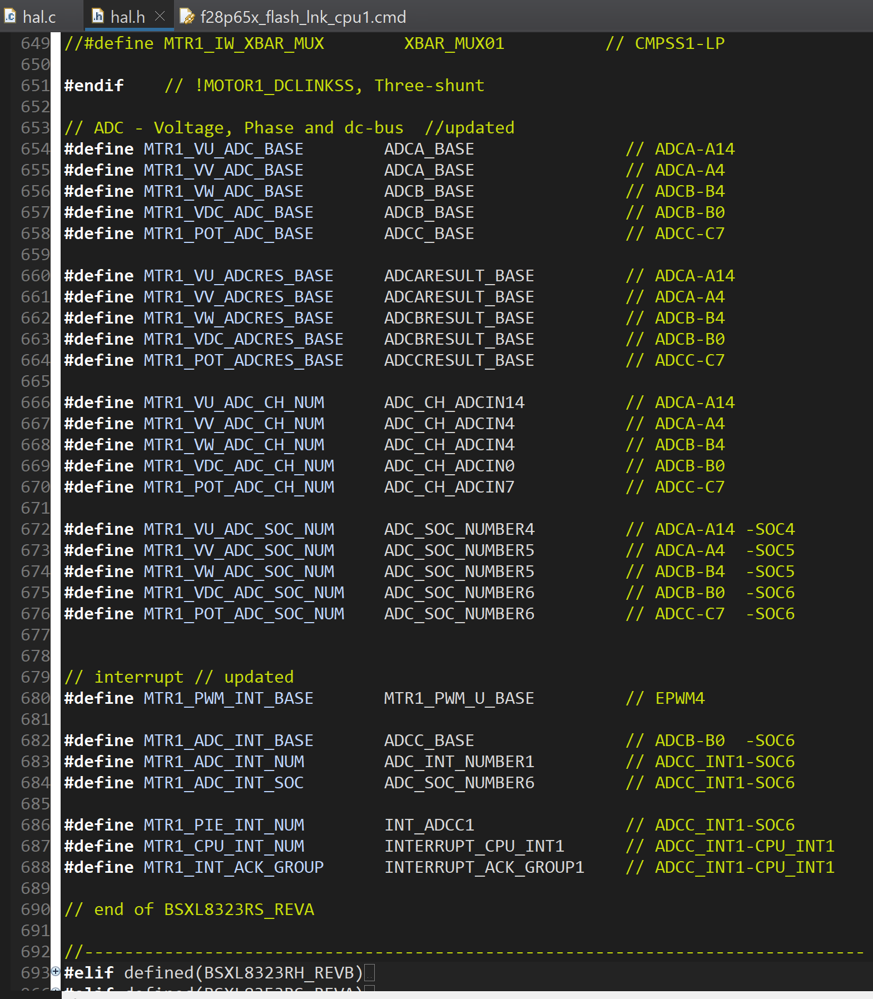 hal.c hal.h f28p65x_flash_lnk_cpu1.cmd
649 //#define MTR1_IW_XBAR_MUX        XBAR_MUX01          // CMPSS1-LP
650
651 #endif    // !MOTOR1_DCLINKSS, Three-shunt
652
653 // ADC - Voltage, Phase and dc-bus  //updated
654 #define MTR1_VU_ADC_BASE        ADCA_BASE               // ADCA-A14
655 #define MTR1_VV_ADC_BASE        ADCA_BASE               // ADCA-A4
656 #define MTR1_VW_ADC_BASE        ADCB_BASE               // ADCB-B4
657 #define MTR1_VDC_ADC_BASE       ADCB_BASE               // ADCB-B0
658 #define MTR1_POT_ADC_BASE       ADCC_BASE               // ADCC-C7
659
660 #define MTR1_VU_ADCRES_BASE     ADCARESULT_BASE         // ADCA-A14
661 #define MTR1_VV_ADCRES_BASE     ADCARESULT_BASE         // ADCA-A4
662 #define MTR1_VW_ADCRES_BASE     ADCBRESULT_BASE         // ADCB-B4
663 #define MTR1_VDC_ADCRES_BASE    ADCBRESULT_BASE         // ADCB-B0
664 #define MTR1_POT_ADCRES_BASE    ADCCRESULT_BASE         // ADCC-C7
665
666 #define MTR1_VU_ADC_CH_NUM      ADC_CH_ADCIN14          // ADCA-A14
667 #define MTR1_VV_ADC_CH_NUM      ADC_CH_ADCIN4           // ADCA-A4
668 #define MTR1_VW_ADC_CH_NUM      ADC_CH_ADCIN4           // ADCB-B4
669 #define MTR1_VDC_ADC_CH_NUM     ADC_CH_ADCIN0           // ADCB-B0
670 #define MTR1_POT_ADC_CH_NUM     ADC_CH_ADCIN7           // ADCC-C7
671
672 #define MTR1_VU_ADC_SOC_NUM     ADC_SOC_NUMBER4         // ADCA-A14 -SOC4
673 #define MTR1_VV_ADC_SOC_NUM     ADC_SOC_NUMBER5         // ADCA-A4  -SOC5
674 #define MTR1_VW_ADC_SOC_NUM     ADC_SOC_NUMBER5         // ADCB-B4  -SOC5
675 #define MTR1_VDC_ADC_SOC_NUM    ADC_SOC_NUMBER6         // ADCB-B0  -SOC6
676 #define MTR1_POT_ADC_SOC_NUM    ADC_SOC_NUMBER6         // ADCC-C7  -SOC6
677
678
679 // interrupt // updated
680 #define MTR1_PWM_INT_BASE       MTR1_PWM_U_BASE         // EPWM4
681
682 #define MTR1_ADC_INT_BASE       ADCC_BASE               // ADCB-B0  -SOC6
683 #define MTR1_ADC_INT_NUM        ADC_INT_NUMBER1         // ADCC_INT1-SOC6
684 #define MTR1_ADC_INT_SOC        ADC_SOC_NUMBER6         // ADCC_INT1-SOC6
685
686 #define MTR1_PIE_INT_NUM        INT_ADCC1               // ADCC_INT1-SOC6
687 #define MTR1_CPU_INT_NUM        INTERRUPT_CPU_INT1      // ADCC_INT1-CPU_INT1
688 #define MTR1_INT_ACK_GROUP      INTERRUPT_ACK_GROUP1    // ADCC_INT1-CPU_INT1
689
690 // end of BSXL8323RS_REVA
691
692 //------------------------------------------------------------------------------
693 #elif defined(BSXL8323RH_REVB)